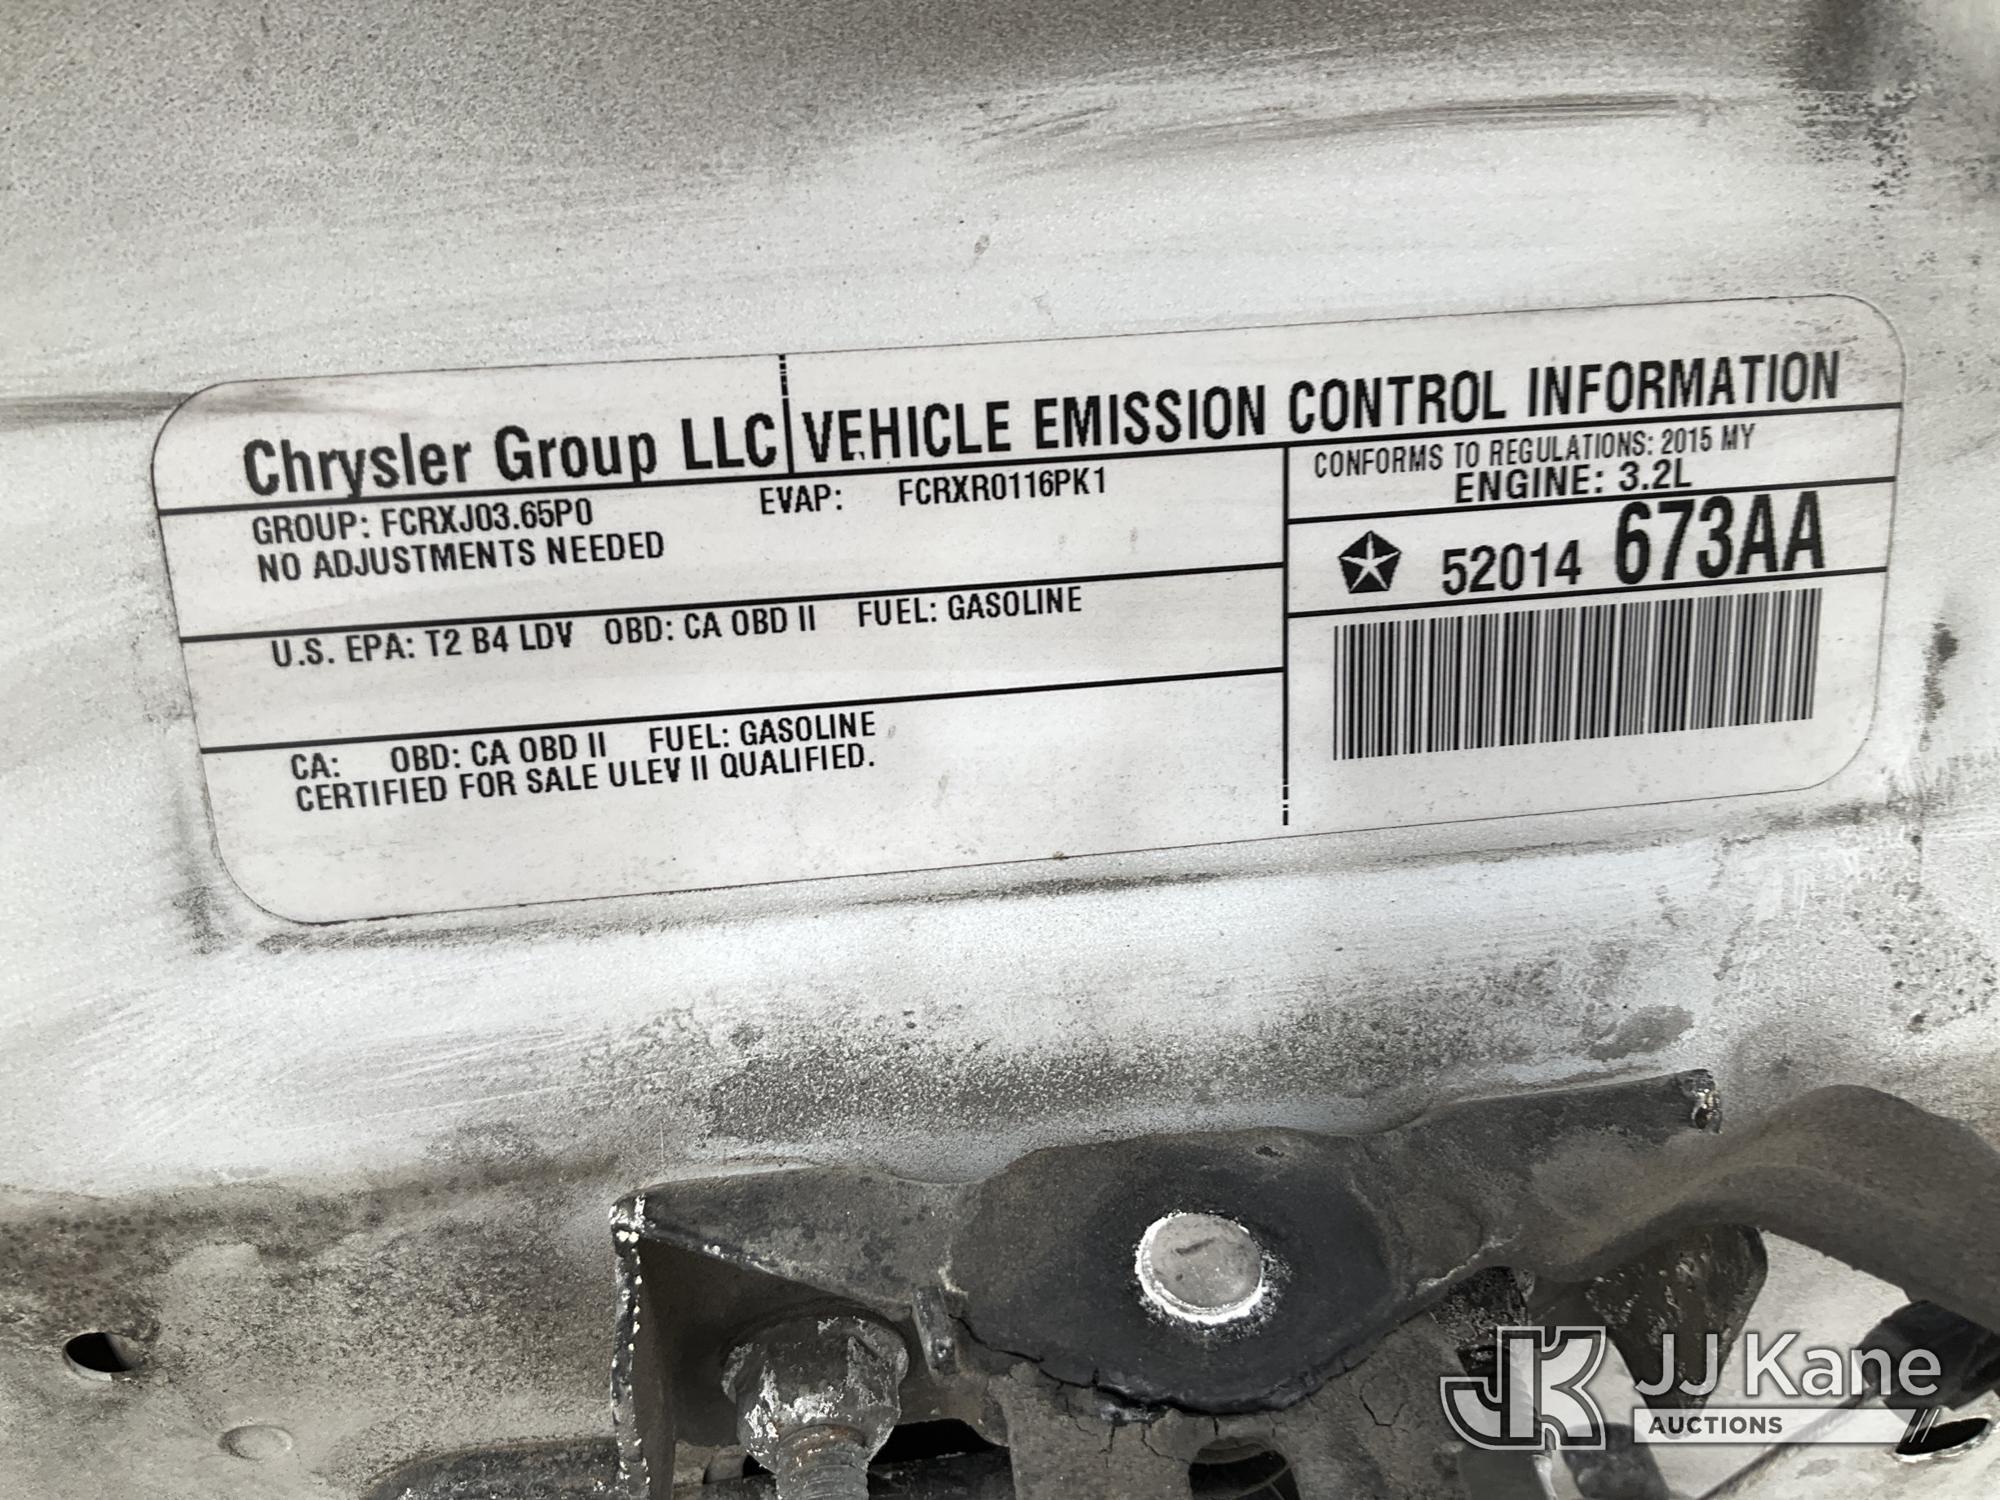 Chrysler Group LLC VEHICLE EMISSION CONTROL INFORMATION
GROUP: FCRXJ03.65P0 EVAP: FCRXR0116PK1
NO ADJUSTMENTS NEEDED
U.S. EPA: T2 B4 LDV OBD: CA OBD II FUEL: GASOLINE
CA: OBD: CA OBD II FUEL: GASOLINE
CERTIFIED FOR SALE ULEV II QUALIFIED.
CONFORMS TO REGULATIONS: 2015 MY
ENGINE: 3.2L
52014 673AA
JK JJ Kane
AUCTIONS